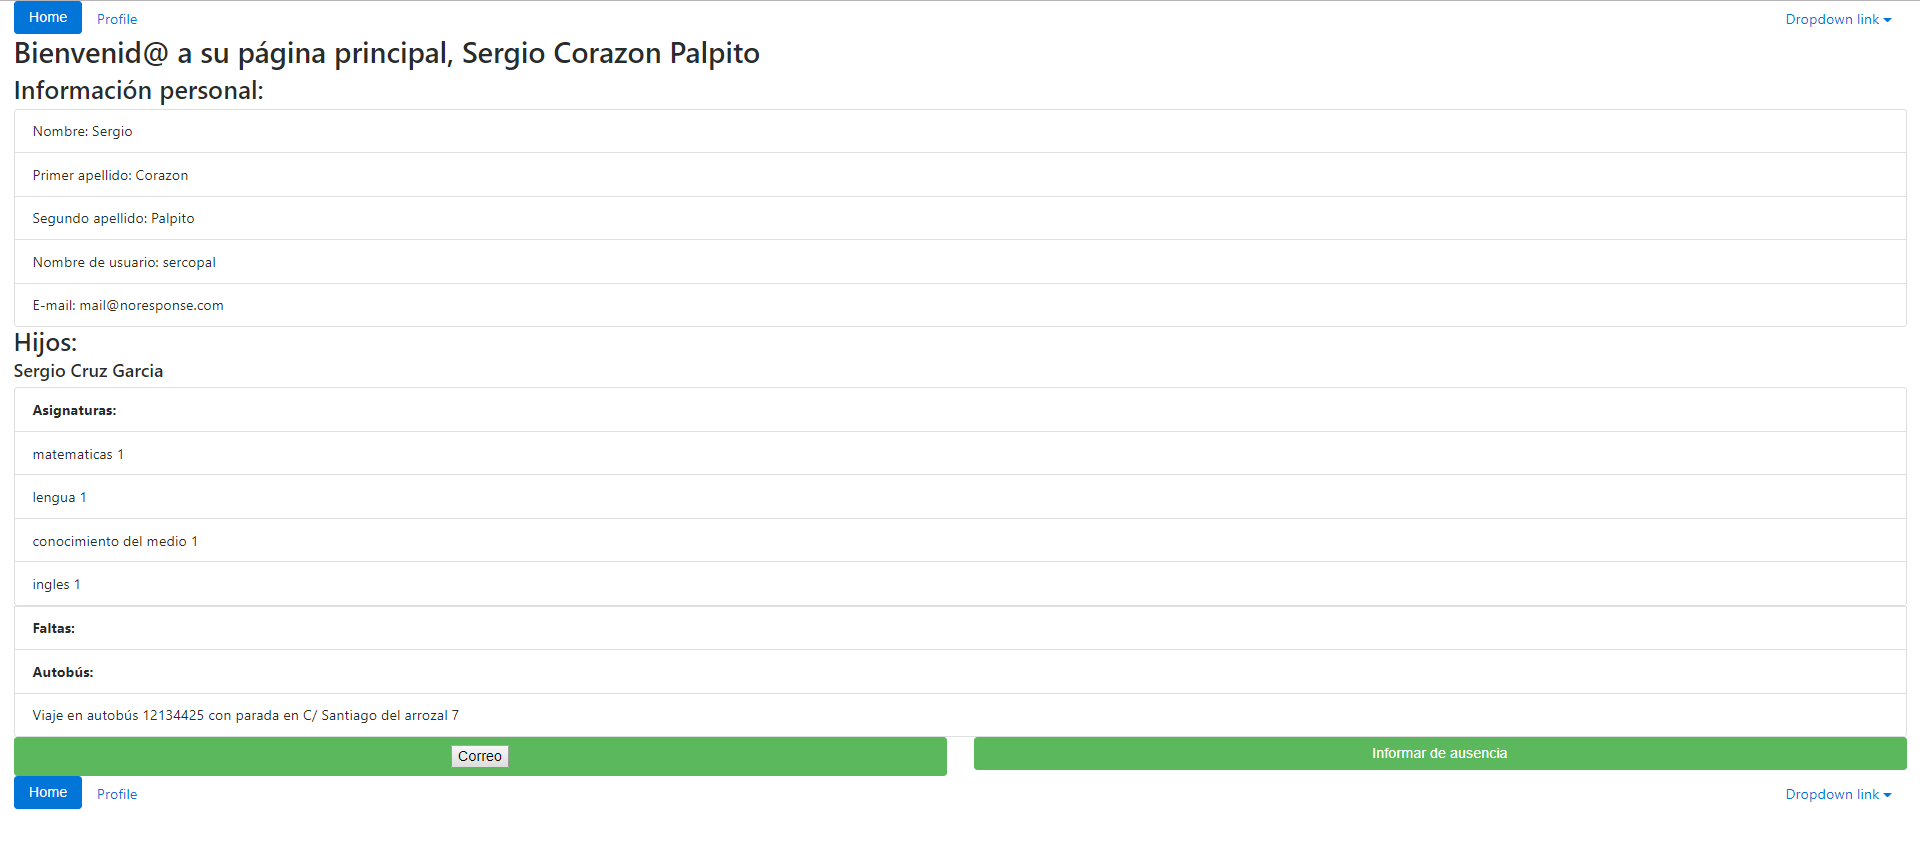 Home Profile Dropdown link
Bienvenid@ a su página principal, Sergio Corazon Palpito
Información personal:
Nombre: Sergio
Primer apellido: Corazon
Segundo apellido: Palpito
Nombre de usuario: sercopal
E-mail: mail@noresponse.com
Hijos:
Sergio Cruz Garcia
Asignaturas:
matematicas 1
lengua 1
conocimiento del medio 1
ingles 1
Faltas:
Autobús:
Viaje en autobús 12134425 con parada en C/ Santiago del arrozal 7
Correo Informar de ausencia
Home Profile Dropdown link